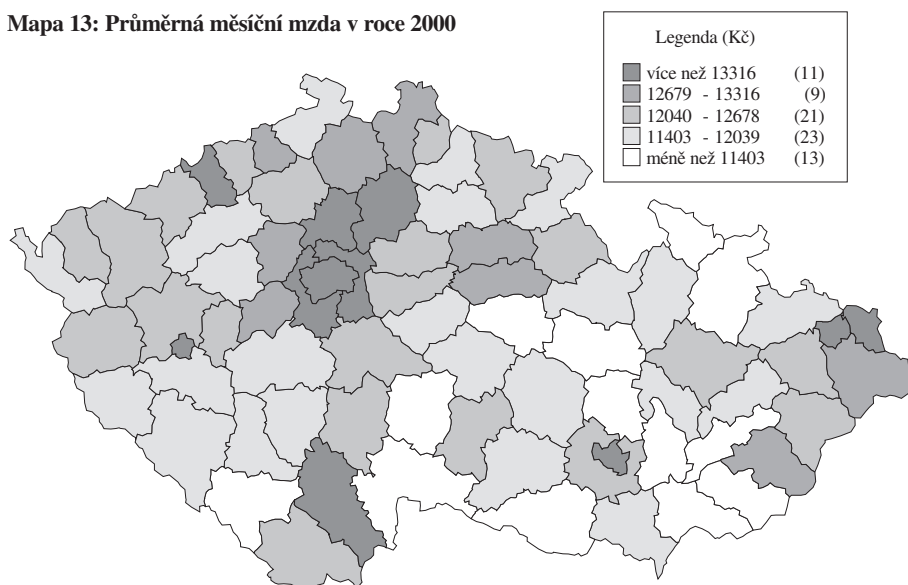 Mapa 13: Průměrná měsíční mzda v roce 2000
Legenda (Kč)
více než 13316 (11)
12679 - 13316 (9)
12040 - 12678 (21)
11403 - 12039 (23)
méně než 11403 (13)